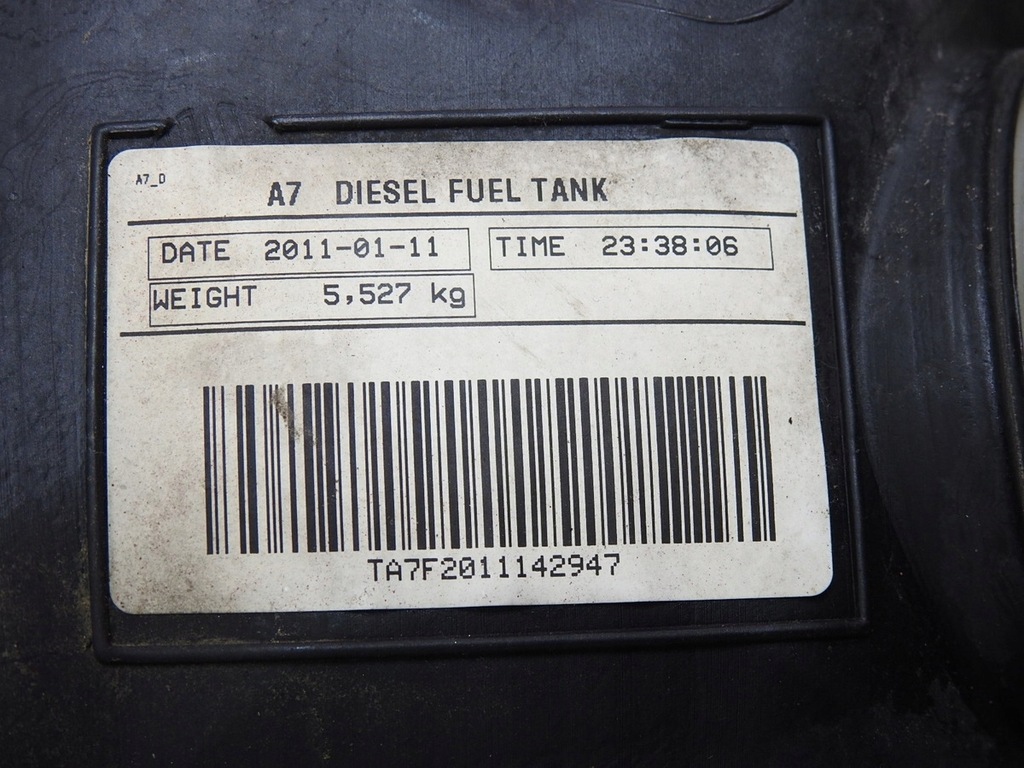 A7_D
A7 DIESEL FUEL TANK
DATE 2011-01-11 TIME 23:38:06
WEIGHT 5,527 kg
TA7F2011142947